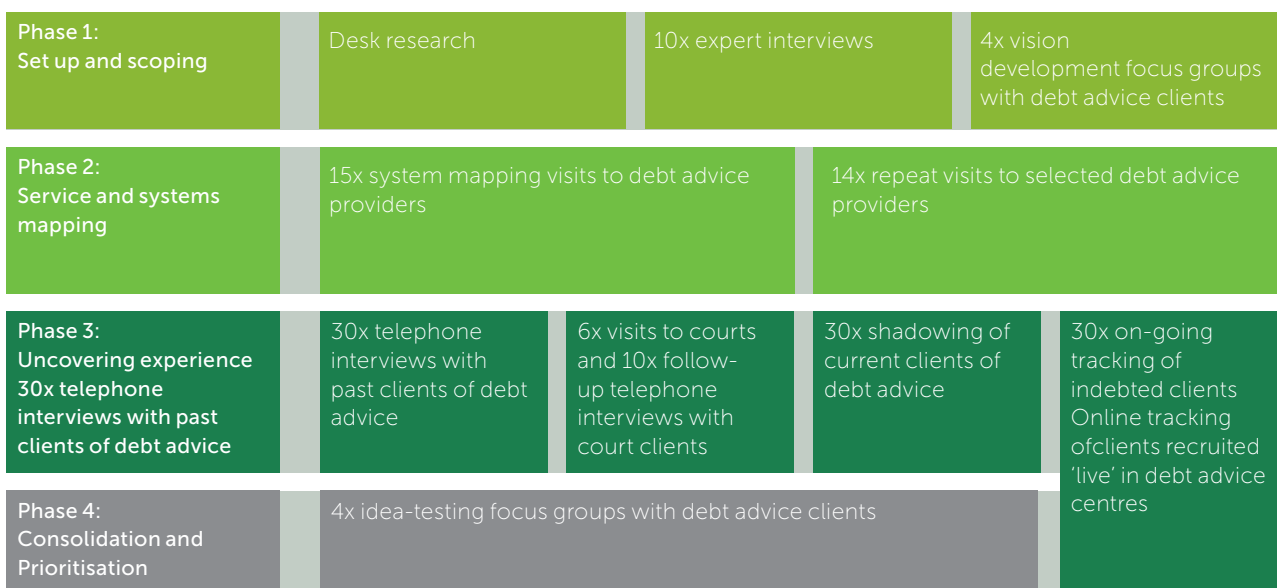 Phase 1:
Set up and scoping
Desk research
10x expert interviews
4x vision
development focus groups
with debt advice clients
Phase 2:
Service and systems
mapping
15x system mapping visits to debt advice
providers
14x repeat visits to selected debt advice
providers
Phase 3:
Uncovering experience
30x telephone
interviews with past
clients of debt advice
30x telephone
interviews with
past clients of debt
advice
6x visits to courts
and 10x follow-
up telephone
interviews with
court clients
30x shadowing of
current clients of
debt advice
30x on-going
tracking of
indebted clients
Online tracking
ofclients recruited
'live' in debt advice
centres
Phase 4:
Consolidation and
Prioritisation
4x idea-testing focus groups with debt advice clients